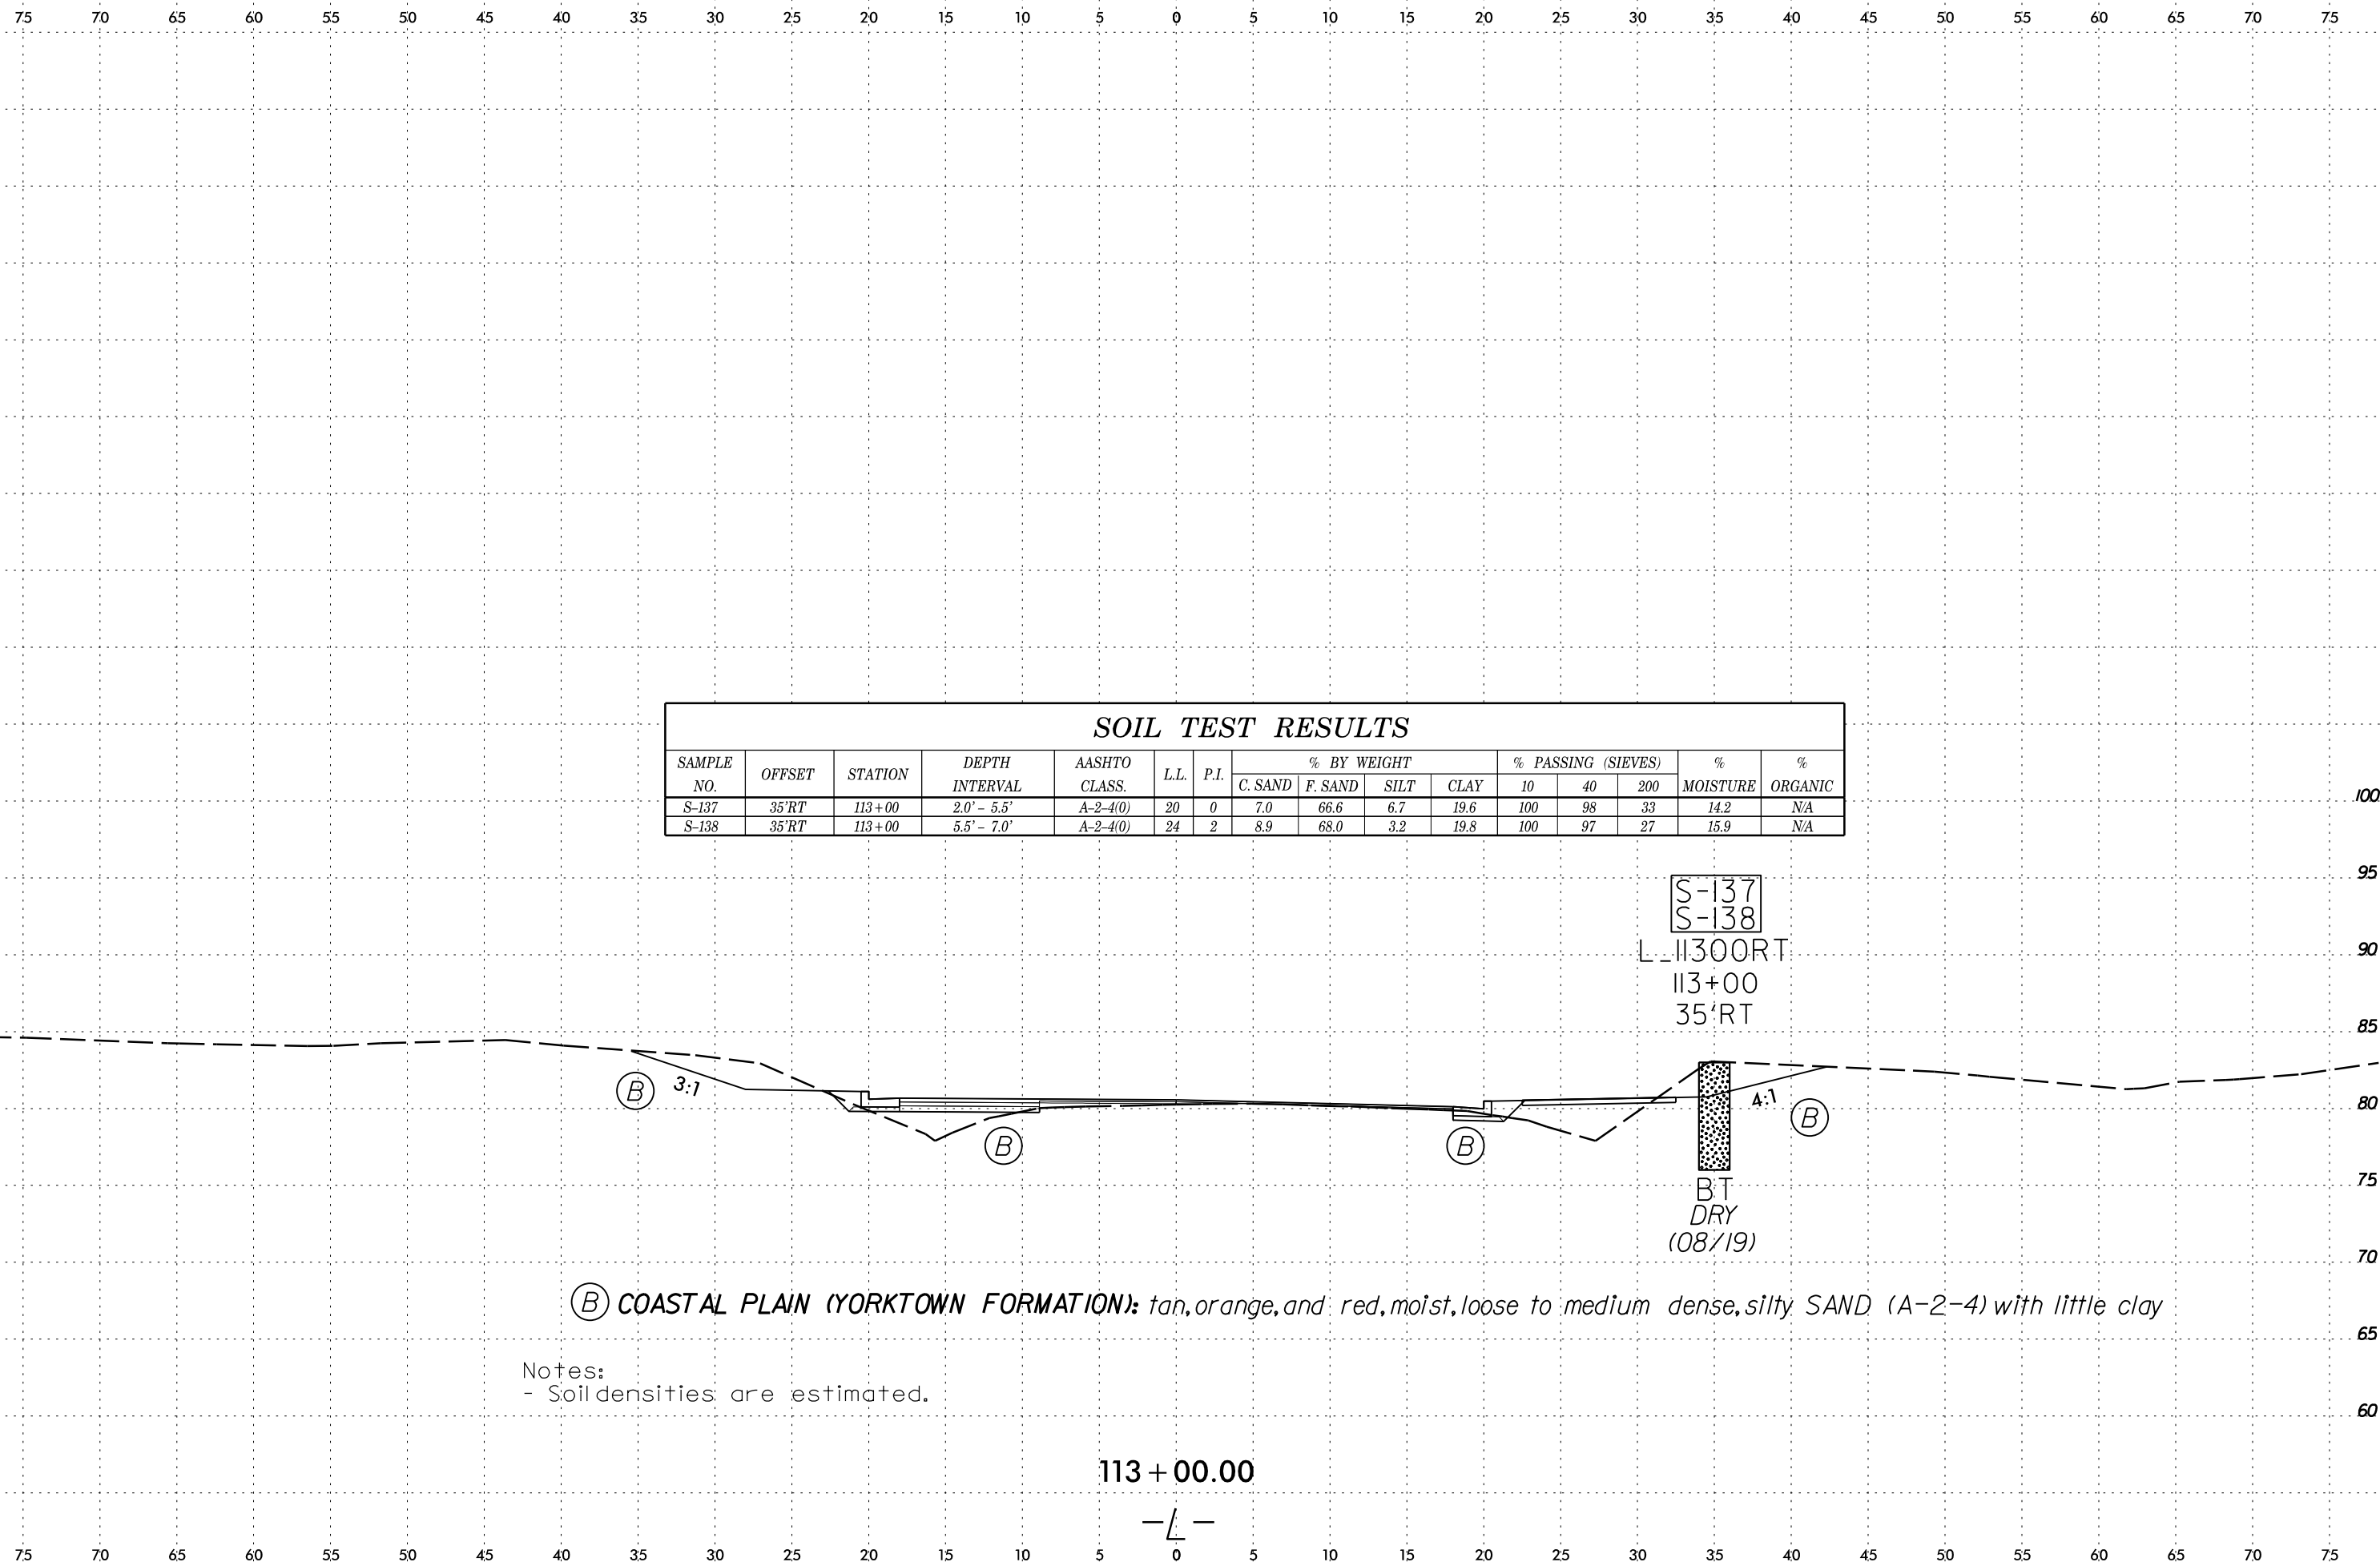 75 70 65 60 55 50 45 40 35 30 25 20 15 10 5 0 5 10 15 20 25 30 35 40 45 50 55 60 65 70 75
SOIL TEST RESULTS
SAMPLE NO. OFFSET STATION DEPTH INTERVAL AASHTO CLASS. L.L. P.I. % BY WEIGHT % PASSING (SIEVES) % MOISTURE % ORGANIC
C. SAND F. SAND SILT CLAY 10 40 200
S-137 35'RT 113+00 2.0' - 5.5' A-2-4(0) 20 0 7.0 66.6 6.7 19.6 100 98 33 14.2 N/A
S-138 35'RT 113+00 5.5' - 7.0' A-2-4(0) 24 2 8.9 68.0 3.2 19.8 100 97 27 15.9 N/A
100
95
S-137
S-138
90
L_11300RT
113+00
35'RT
85
B 3:1
4:1 B
80
B B
75
BT
DRY
(08/19)
70
B COASTAL PLAIN (YORKTOWN FORMATION): tan, orange, and red, moist, loose to medium dense, silty SAND (A-2-4) with little clay
65
Notes:
- Soil densities are estimated.
60
113+00.00
-L-
75 70 65 60 55 50 45 40 35 30 25 20 15 10 5 0 5 10 15 20 25 30 35 40 45 50 55 60 65 70 75